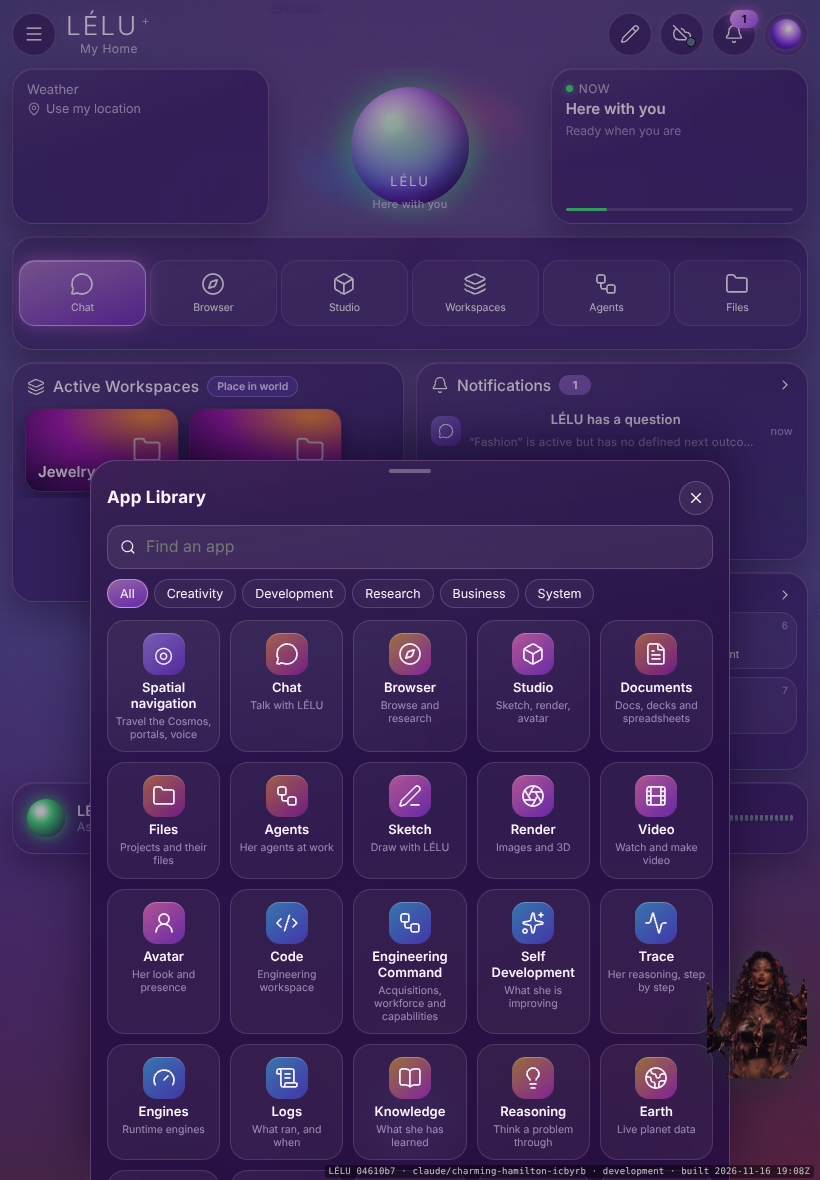 LÉLU +
My Home
1
Weather
Use my location
LÉLU
Here with you
NOW
Here with you
Ready when you are
Chat
Browser
Studio
Workspaces
Agents
Files
Active Workspaces
Place in world
Jewelry
Notifications
1
LÉLU has a question
now
"Fashion" is active but has no defined next outco...
App Library
Find an app
All
Creativity
Development
Research
Business
System
6
nt
7
Spatial navigation
Travel the Cosmos, portals, voice
Chat
Talk with LÉLU
Browser
Browse and research
Studio
Sketch, render, avatar
Documents
Docs, decks and spreadsheets
Files
Projects and their files
Agents
Her agents at work
Sketch
Draw with LÉLU
Render
Images and 3D
Video
Watch and make video
LÉ
As
Avatar
Her look and presence
Code
Engineering workspace
Engineering Command
Acquisitions, workforce and capabilities
Self Development
What she is improving
Trace
Her reasoning, step by step
Engines
Runtime engines
Logs
What ran, and when
Knowledge
What she has learned
Reasoning
Think a problem through
Earth
Live planet data
LÉLU 04610b7 · claude/charming-hamilton-icbyrb · development · built 2026-11-16 19:08Z